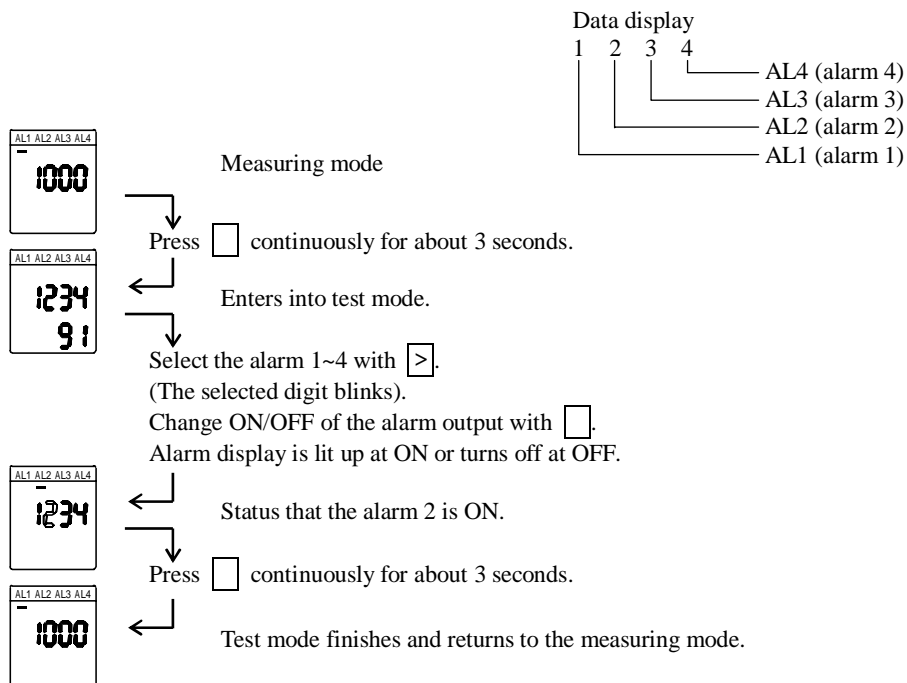 Data display
1 2 3 4
AL4 (alarm 4)
AL3 (alarm 3)
AL2 (alarm 2)
AL1 (alarm 1)
AL1 AL2 AL3 AL4
1000
Measuring mode
Press continuously for about 3 seconds.
AL1 AL2 AL3 AL4
1234
91
Enters into test mode.
Select the alarm 1~4 with >.
(The selected digit blinks).
Change ON/OFF of the alarm output with .
Alarm display is lit up at ON or turns off at OFF.
AL1 AL2 AL3 AL4
1234
Status that the alarm 2 is ON.
Press continuously for about 3 seconds.
AL1 AL2 AL3 AL4
1000
Test mode finishes and returns to the measuring mode.